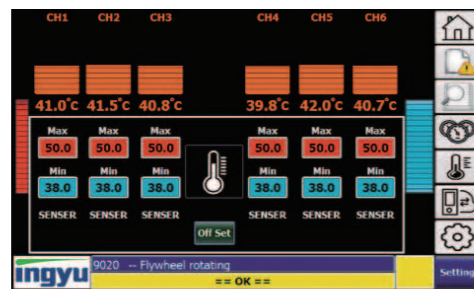 CH1 CH2 CH3 CH4 CH5 CH6
41.0°c 41.5°c 40.8°c 39.8°c 42.0°c 40.7°c
Max Max Max Max Max Max
50.0 50.0 50.0 50.0 50.0 50.0
Min Min Min Min Min Min
38.0 38.0 38.0 38.0 38.0 38.0
SENSER SENSER SENSER SENSER SENSER SENSER
Off Set
ingyu
9020 -- Flywheel rotating
== OK ==
Setting